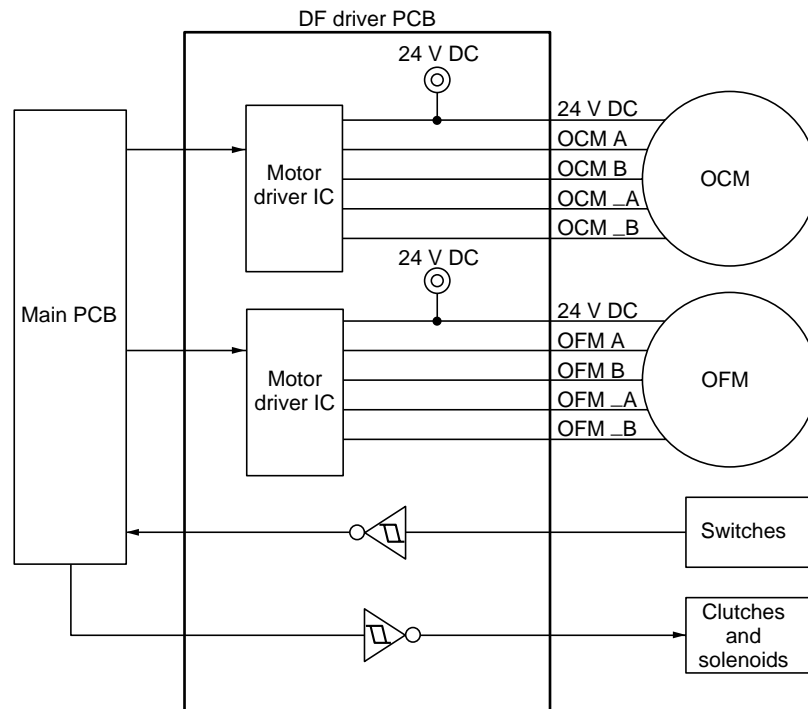 DF driver PCB
24 V DC
24 V DC
OCM A
OCM B
OCM _A
OCM _B
Motor
driver IC
OCM
24 V DC
Main PCB
24 V DC
OFM A
OFM B
OFM _A
OFM _B
Motor
driver IC
OFM
Switches
Clutches
and
solenoids